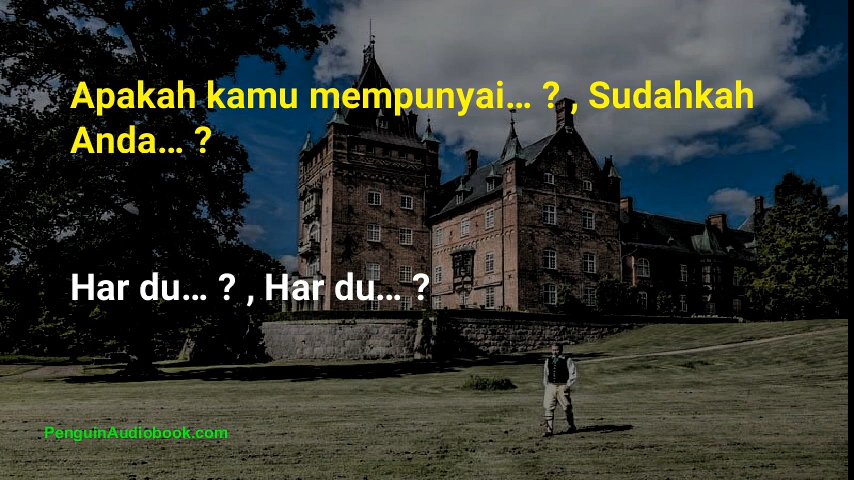 Apakah kamu mempunyai… ? , Sudahkah
Anda… ?
Har du… ? , Har du… ?
PenguinAudiobook.com